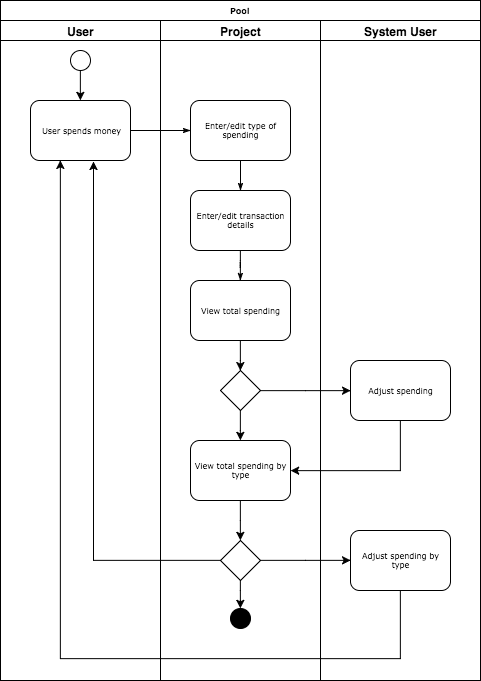 Pool
User
Project
System User
User spends money
Enter/edit type of
spending
Enter/edit transaction
details
View total spending
Adjust spending
View total spending by
type
Adjust spending by
type